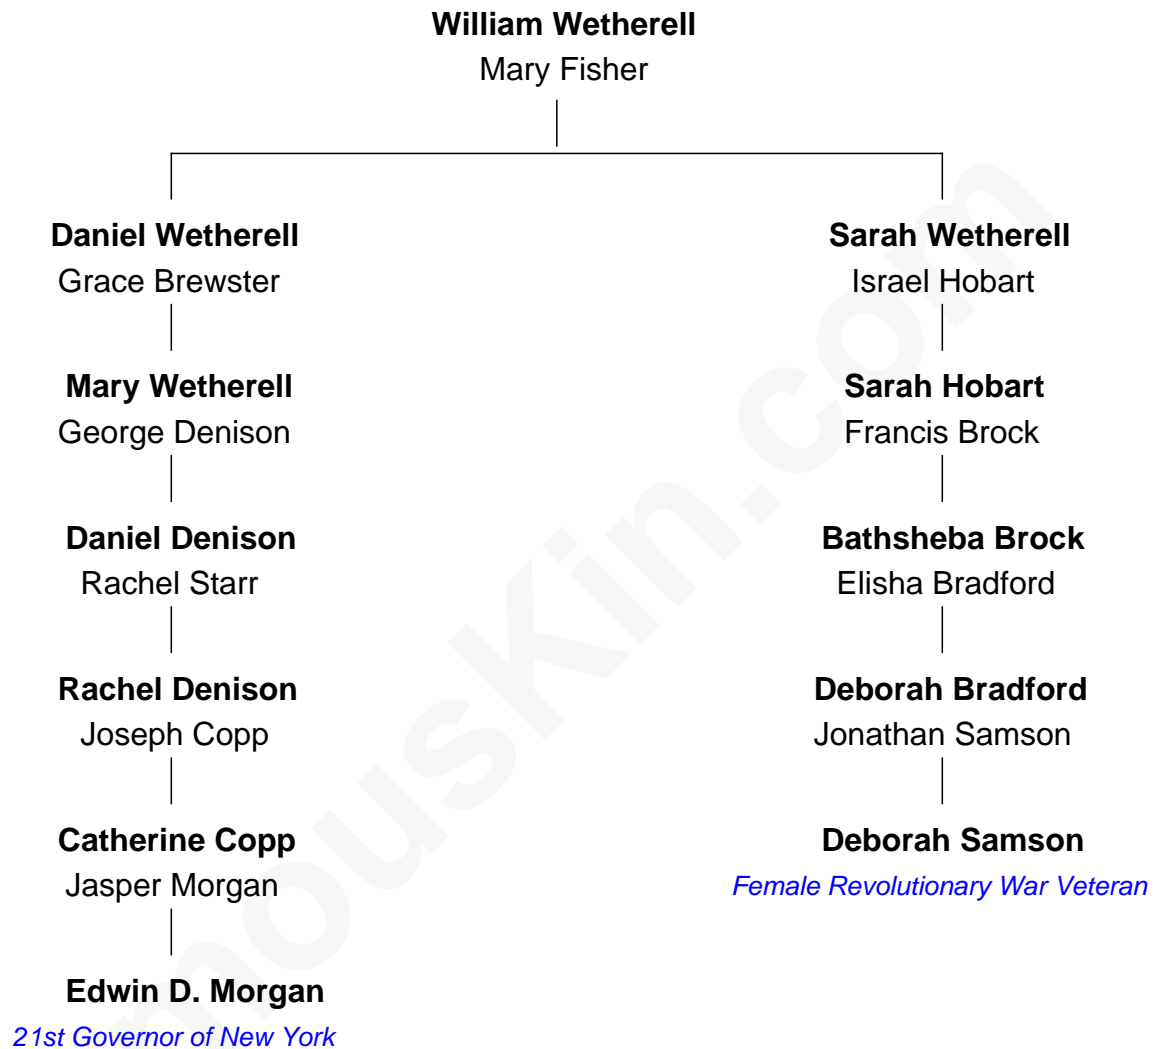 William Wetherell
Mary Fisher
Daniel Wetherell
Grace Brewster
Sarah Wetherell
Israel Hobart
Mary Wetherell
George Denison
Sarah Hobart
Francis Brock
Daniel Denison
Rachel Starr
Bathsheba Brock
Elisha Bradford
Rachel Denison
Joseph Copp
Deborah Bradford
Jonathan Samson
Catherine Copp
Jasper Morgan
Deborah Samson
Female Revolutionary War Veteran
Edwin D. Morgan
21st Governor of New York
mouskin.com